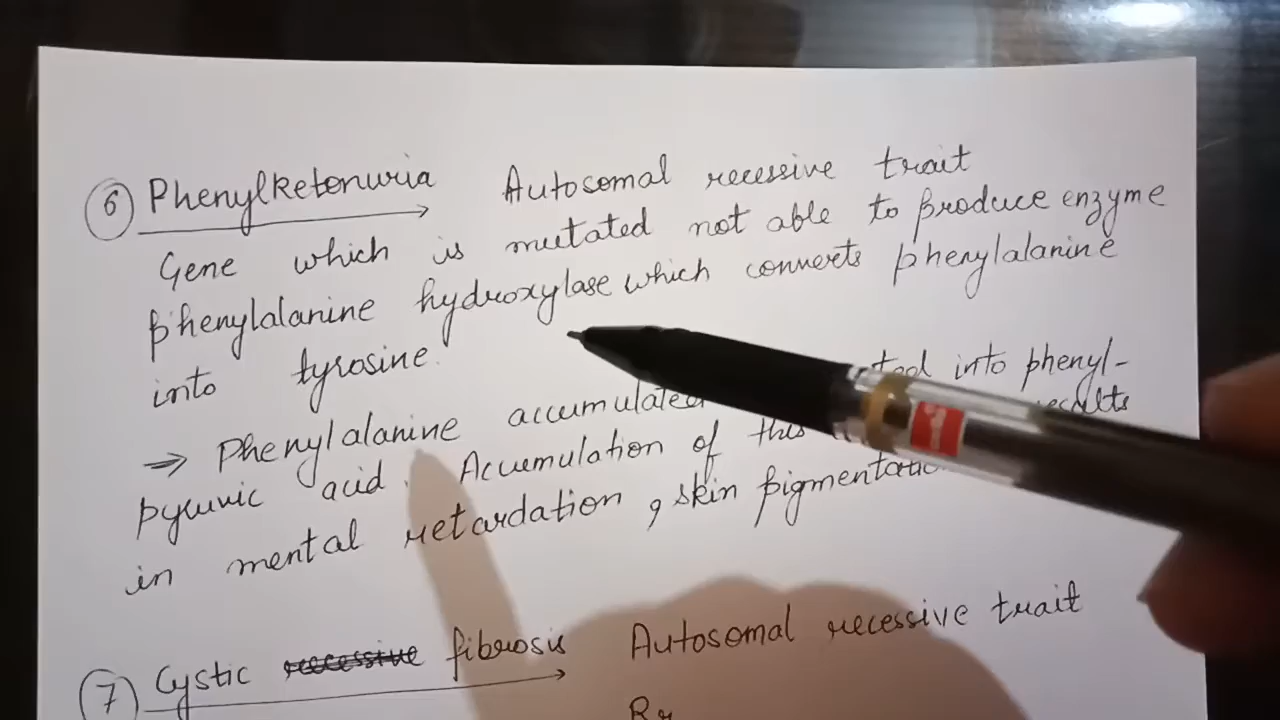 6 Phenylketonuria Autosomal recessive trait
Gene which is mutated not able to produce enzyme
phenylalanine hydroxylase which converts phenylalanine
into tyrosine.
⇒ Phenylalanine accumulated into phenyl-
pyruvic acid. Accumulation of this results
in mental retardation, skin pigmentation
7 Cystic fibrosis Autosomal recessive trait